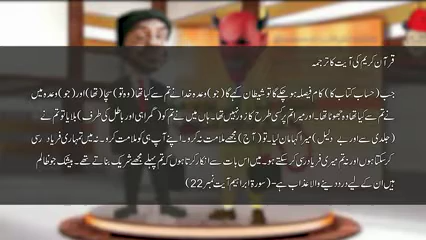 قرآن کریم کی آیت کا ترجمہ
جب (حساب کتاب کا) کام فیصلہ ہوچکے گا تو شیطان کہے گا (جو) وعدہ خدا نے تم سے کیا تھا (وہ تو) سچا (تھا) اور (جو) وعدہ میں
نے تم سے کیا تھا وہ جھوٹا تھا۔ اور میرا تم پر کسی طرح کا زور نہیں تھا۔ ہاں میں نے تم کو (گمراہی اور باطل کی طرف) بلایا تو تم نے
(جلدی سے اور بے دلیل) میرا کہا مان لیا۔ تو (آج) مجھے ملامت نہ کرو۔ اپنے آپ ہی کو ملامت کرو۔ نہ میں تمہاری فریاد رسی
کرسکتا ہوں اور نہ تم میری فریاد رسی کرسکتے ہو۔ میں اس بات سے انکار کرتا ہوں کہ تم پہلے مجھے شریک بناتے تھے۔ بیشک جو ظالم
ہیں ان کے لیے درد دینے والا عذاب ہے- (سورۃ ابراہیم آیت نمبر 22)